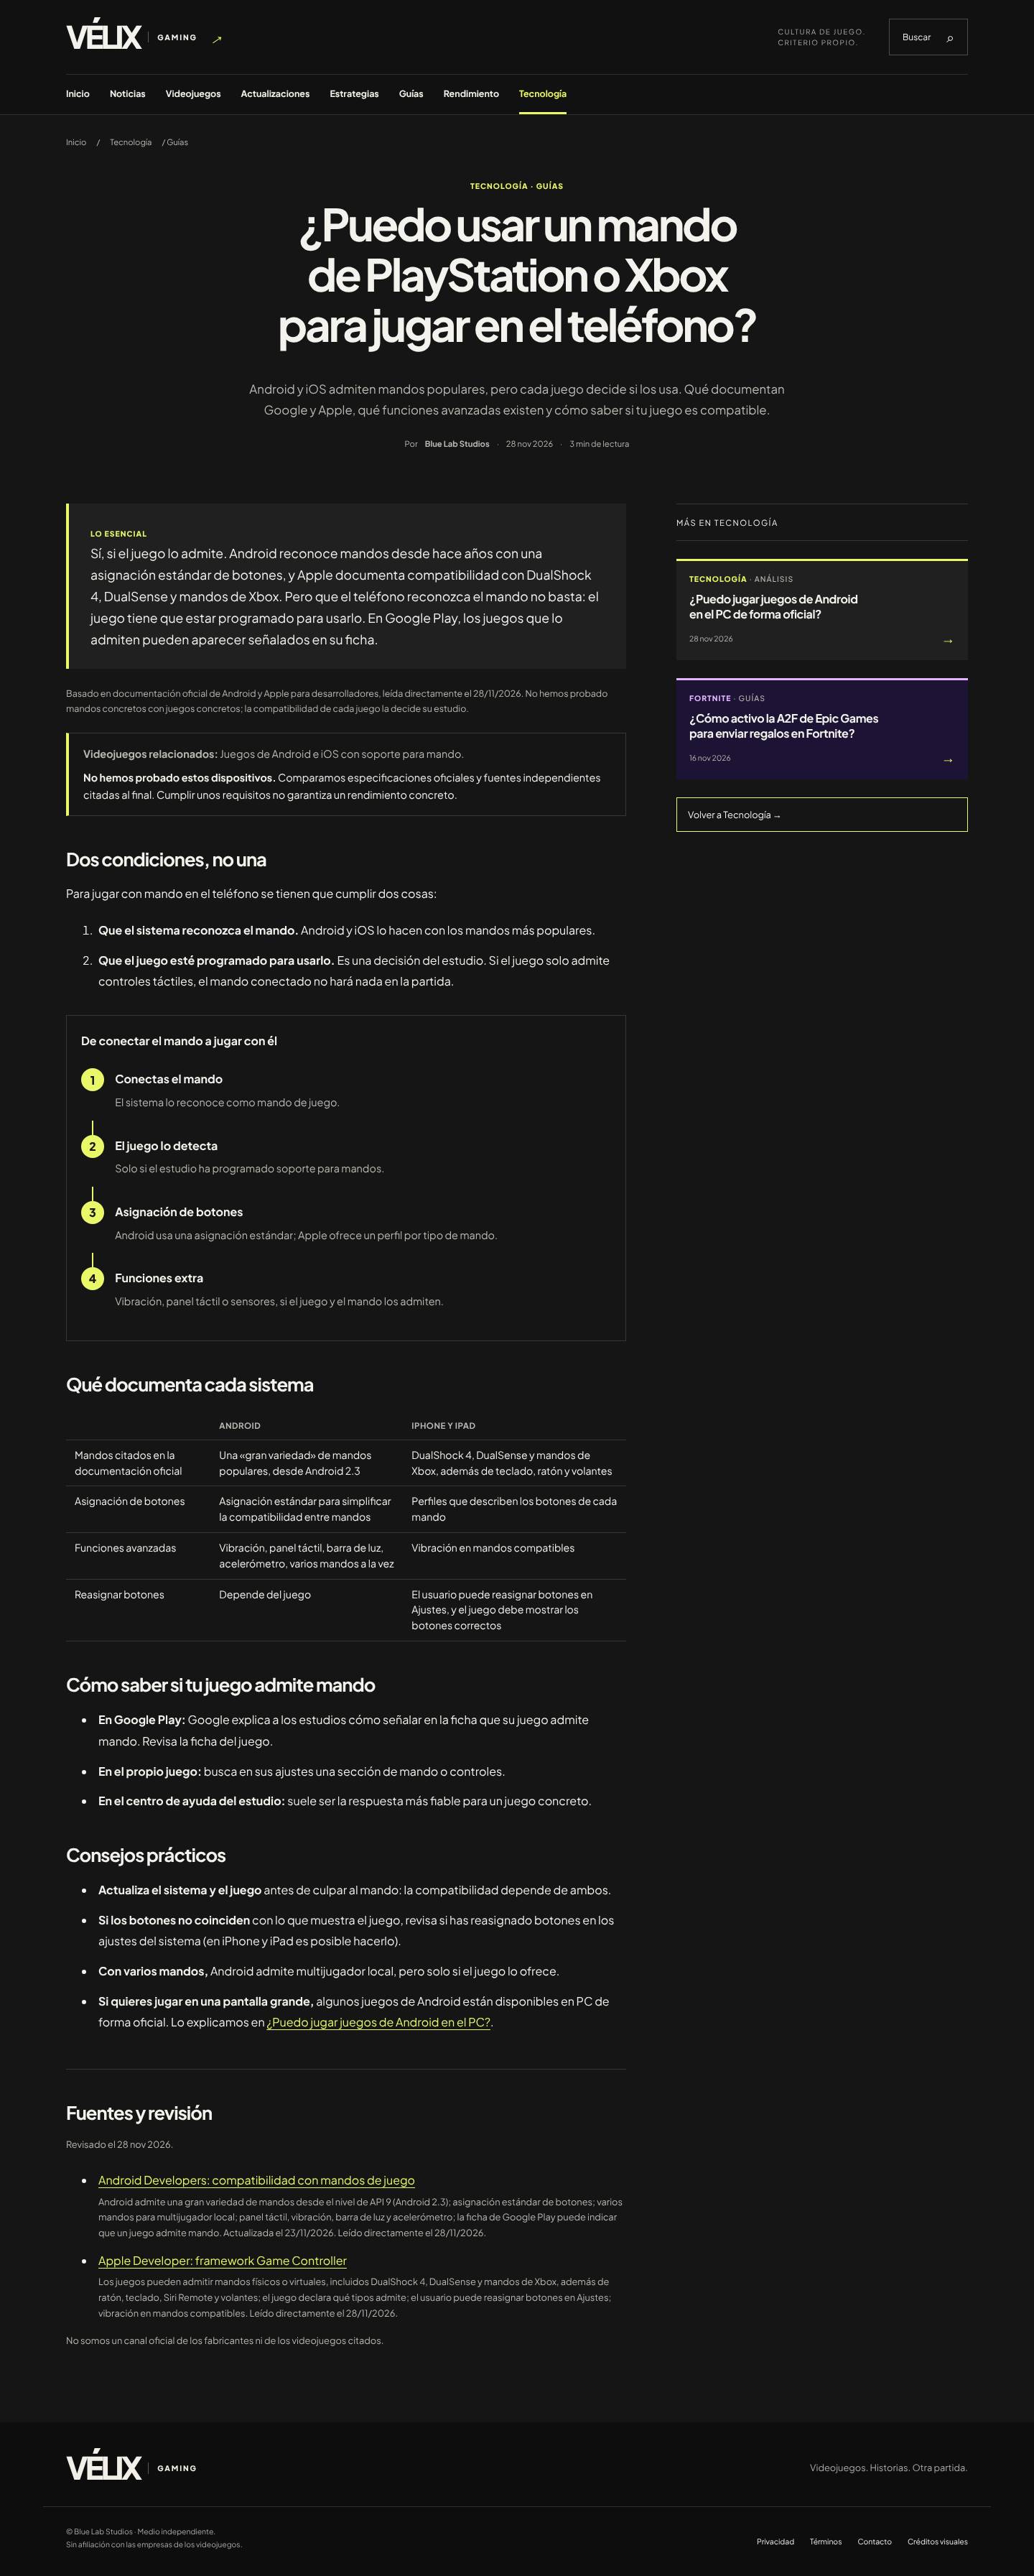 VÉLIX GAMING →
CULTURA DE JUEGO.
CRITERIO PROPIO.
Buscar ⌕
Inicio Noticias Videojuegos Actualizaciones Estrategias Guías Rendimiento Tecnología
Inicio / Tecnología / Guías
TECNOLOGÍA · GUÍAS
¿Puedo usar un mando
de PlayStation o Xbox
para jugar en el teléfono?
Android y iOS admiten mandos populares, pero cada juego decide si los usa. Qué documentan
Google y Apple, qué funciones avanzadas existen y cómo saber si tu juego es compatible.
Por Blue Lab Studios · 28 nov 2026 · 3 min de lectura
LO ESENCIAL
Sí, si el juego lo admite. Android reconoce mandos desde hace años con una
asignación estándar de botones, y Apple documenta compatibilidad con DualShock
4, DualSense y mandos de Xbox. Pero que el teléfono reconozca el mando no basta: el
juego tiene que estar programado para usarlo. En Google Play, los juegos que lo
admiten pueden aparecer señalados en su ficha.
Basado en documentación oficial de Android y Apple para desarrolladores, leída directamente el 28/11/2026. No hemos probado
mandos concretos con juegos concretos; la compatibilidad de cada juego la decide su estudio.
Videojuegos relacionados: Juegos de Android e iOS con soporte para mando.
No hemos probado estos dispositivos. Comparamos especificaciones oficiales y fuentes independientes
citadas al final. Cumplir unos requisitos no garantiza un rendimiento concreto.
Dos condiciones, no una
Para jugar con mando en el teléfono se tienen que cumplir dos cosas:
1. Que el sistema reconozca el mando. Android y iOS lo hacen con los mandos más populares.
2. Que el juego esté programado para usarlo. Es una decisión del estudio. Si el juego solo admite
controles táctiles, el mando conectado no hará nada en la partida.
De conectar el mando a jugar con él
1 Conectas el mando
El sistema lo reconoce como mando de juego.
2 El juego lo detecta
Solo si el estudio ha programado soporte para mandos.
3 Asignación de botones
Android usa una asignación estándar; Apple ofrece un perfil por tipo de mando.
4 Funciones extra
Vibración, panel táctil o sensores, si el juego y el mando los admiten.
Qué documenta cada sistema
ANDROID IPHONE Y IPAD
Mandos citados en la documentación oficial Una «gran variedad» de mandos populares, desde Android 2.3 DualShock 4, DualSense y mandos de Xbox, además de teclado, ratón y volantes
Asignación de botones Asignación estándar para simplificar la compatibilidad entre mandos Perfiles que describen los botones de cada mando
Funciones avanzadas Vibración, panel táctil, barra de luz, acelerómetro, varios mandos a la vez Vibración en mandos compatibles
Reasignar botones Depende del juego El usuario puede reasignar botones en Ajustes, y el juego debe mostrar los botones correctos
Cómo saber si tu juego admite mando
• En Google Play: Google explica a los estudios cómo señalar en la ficha que su juego admite
mando. Revisa la ficha del juego.
• En el propio juego: busca en sus ajustes una sección de mando o controles.
• En el centro de ayuda del estudio: suele ser la respuesta más fiable para un juego concreto.
Consejos prácticos
• Actualiza el sistema y el juego antes de culpar al mando: la compatibilidad depende de ambos.
• Si los botones no coinciden con lo que muestra el juego, revisa si has reasignado botones en los
ajustes del sistema (en iPhone y iPad es posible hacerlo).
• Con varios mandos, Android admite multijugador local, pero solo si el juego lo ofrece.
• Si quieres jugar en una pantalla grande, algunos juegos de Android están disponibles en PC de
forma oficial. Lo explicamos en ¿Puedo jugar juegos de Android en el PC?.
Fuentes y revisión
Revisado el 28 nov 2026.
• Android Developers: compatibilidad con mandos de juego
Android admite una gran variedad de mandos desde el nivel de API 9 (Android 2.3); asignación estándar de botones; varios
mandos para multijugador local; panel táctil, vibración, barra de luz y acelerómetro; la ficha de Google Play puede indicar
que un juego admite mando. Actualizada el 23/11/2026. Leído directamente el 28/11/2026.
• Apple Developer: framework Game Controller
Los juegos pueden admitir mandos físicos o virtuales, incluidos DualShock 4, DualSense y mandos de Xbox, además de
ratón, teclado, Siri Remote y volantes; el juego declara qué tipos admite; el usuario puede reasignar botones en Ajustes;
vibración en mandos compatibles. Leído directamente el 28/11/2026.
No somos un canal oficial de los fabricantes ni de los videojuegos citados.
MÁS EN TECNOLOGÍA
TECNOLOGÍA · ANÁLISIS
¿Puedo jugar juegos de Android
en el PC de forma oficial?
28 nov 2026 →
FORTNITE · GUÍAS
¿Cómo activo la A2F de Epic Games
para enviar regalos en Fortnite?
16 nov 2026 →
Volver a Tecnología →
VÉLIX GAMING
Videojuegos. Historias. Otra partida.
© Blue Lab Studios · Medio independiente.
Sin afiliación con las empresas de los videojuegos.
Privacidad Términos Contacto Créditos visuales